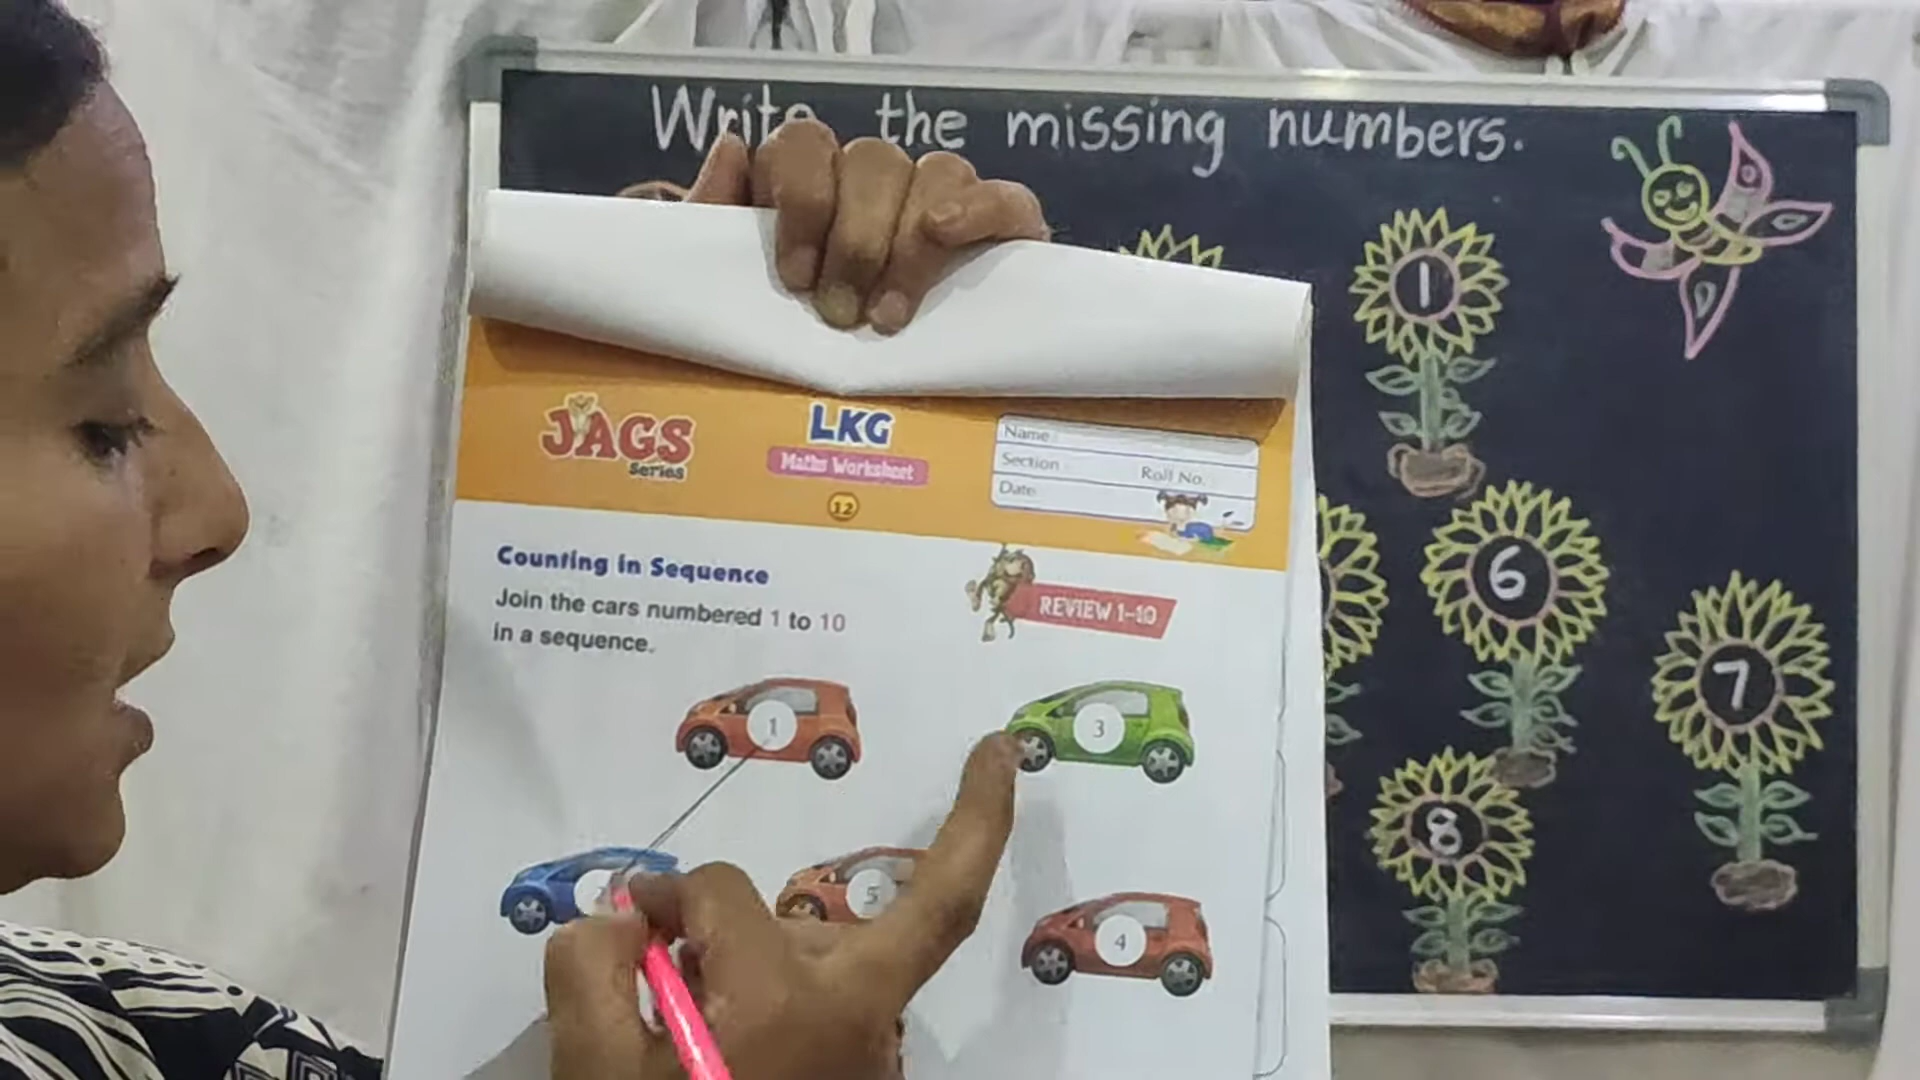 Write the missing numbers.
1
6
7
8
JAGS
Series
LKG
Maths Worksheet
12
Name
Section Roll No.
Date
Counting in Sequence
Join the cars numbered 1 to 10
in a sequence.
REVIEW 1-10
1
3
5
4